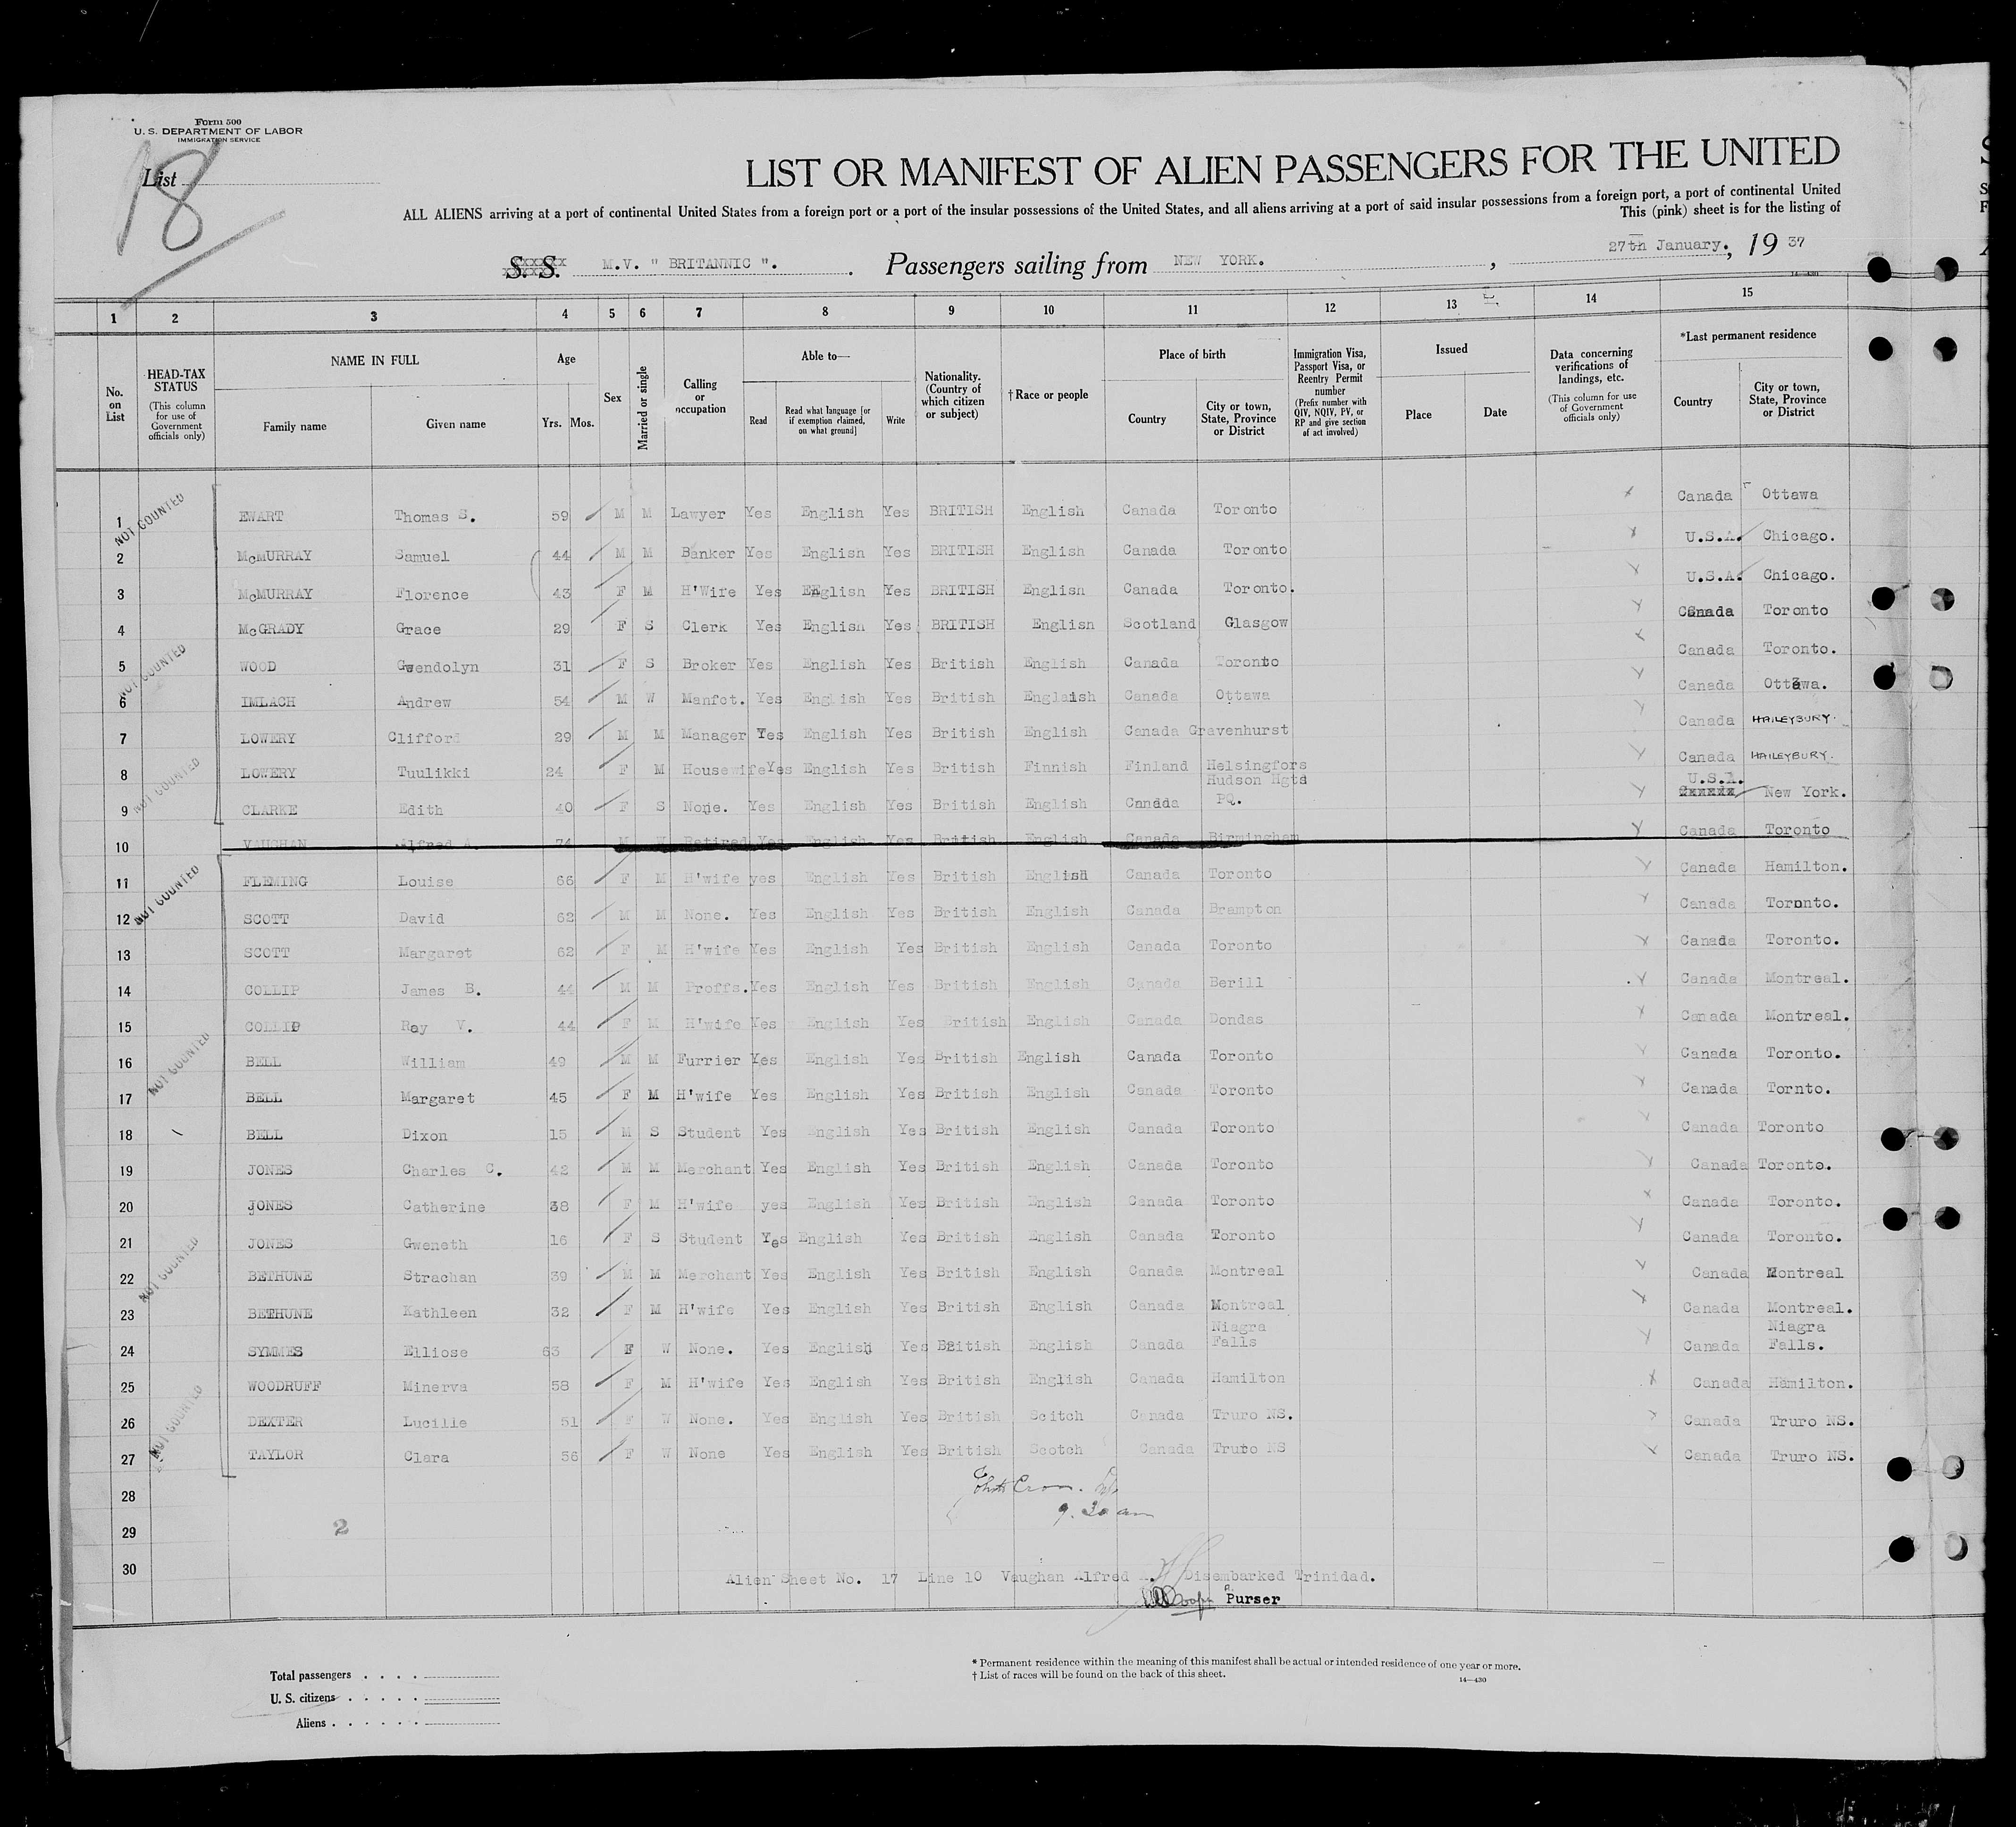 Form 500
U. S. DEPARTMENT OF LABOR
IMMIGRATION SERVICE
List
18
LIST OR MANIFEST OF ALIEN PASSENGERS FOR THE UNITED
ALL ALIENS arriving at a port of continental United States from a foreign port or a port of the insular possessions of the United States, and all aliens arriving at a port of said insular possessions from a foreign port, a port of continental United
This (pink) sheet is for the listing of
S. S. M.V. " BRITANNIC ". Passengers sailing from NEW YORK. , 27th January. , 19 37
14—430
1 2 3 4 5 6 7 8 9 10 11 12 13 14 15
No. on List
HEAD-TAX STATUS (This column for use of Government officials only)
NAME IN FULL
Family name Given name
Age
Yrs. Mos.
Sex
Married or single
Calling or occupation
Able to—
Read Read what language [or if exemption claimed, on what ground] Write
Nationality. (Country of which citizen or subject)
† Race or people
Place of birth
Country City or town, State, Province or District
Immigration Visa, Passport Visa, or Reentry Permit number (Prefix number with QIV, NQIV, PV, or RP and give section of act involved)
Issued
Place Date
Data concerning verifications of landings, etc. (This column for use of Government officials only)
*Last permanent residence
Country City or town, State, Province or District
NOT COUNTED
1 EWART Thomas S. 59 M M Lawyer Yes English Yes BRITISH English Canada Toronto Canada Ottawa
2 McMURRAY Samuel 44 M M Banker Yes English Yes BRITISH English Canada Toronto U.S.A. Chicago.
3 McMURRAY Florence 43 F M H'Wife Yes English Yes BRITISH English Canada Toronto. U.S.A. Chicago.
4 McGRADY Grace 29 F S Clerk Yes English Yes BRITISH English Scotland Glasgow Canada Toronto
NOT COUNTED
5 WOOD Gwendolyn 31 F S Broker Yes English Yes British English Canada Toronto Canada Toronto.
6 IMLACH Andrew 54 M W Manfct. Yes English Yes British Englaish Canada Ottawa Canada Ottawa.
7 LOWERY Clifford 29 M M Manager Yes English Yes British English Canada Gravenhurst Canada HAILEYBURY.
8 LOWERY Tuulikki 24 F M Housewife Yes English Yes British Finnish Finland Helsingfors Canada HAILEYBURY.
NOT COUNTED
9 CLARKE Edith 40 F S None. Yes English Yes British English Canada Hudson Hgts PQ. U.S.A. New York.
10 VAUGHAN Alfred A. 74 M W Retired Yes English Yes British English Canada Birmingham Canada Toronto
11 FLEMING Louise 66 F M H'wife yes English Yes British English Canada Toronto Canada Hamilton.
NOT COUNTED
12 SCOTT David 62 M M None. Yes English Yes British English Canada Brampton Canada Toronto.
13 SCOTT Margaret 62 F M H'wife Yes English Yes British English Canada Toronto Canada Toronto.
14 COLLIP James B. 44 M M Proffs. Yes English Yes British English Canada Berill Canada Montreal.
15 COLLIP Ray V. 44 F M H'wife Yes English Yes British English Canada Dondas Canada Montreal.
16 BELL William 49 M M Furrier Yes English Yes British English Canada Toronto Canada Toronto.
NOT COUNTED
17 BELL Margaret 45 F M H'wife Yes English Yes British English Canada Toronto Canada Tornto.
18 BELL Dixon 15 M S Student Yes English Yes British English Canada Toronto Canada Toronto
19 JONES Charles C. 42 M M Merchant Yes English Yes British English Canada Toronto Canada Toronto.
20 JONES Catherine 38 F M H'wife yes English Yes British English Canada Toronto Canada Toronto.
21 JONES Gweneth 16 F S Student Yes English Yes British English Canada Toronto Canada Toronto.
NOT COUNTED
22 BETHUNE Strachan 39 M M Merchant Yes English Yes British English Canada Montreal Canada Montreal
23 BETHUNE Kathleen 32 F M H'wife Yes English Yes British English Canada Montreal Canada Montreal.
24 SYMMES Elliose 63 F W None. Yes English Yes British English Canada Niagra Falls Canada Niagra Falls.
25 WOODRUFF Minerva 58 F M H'wife Yes English Yes British English Canada Hamilton Canada Hamilton.
NOT COUNTED
26 DEXTER Lucille 51 F W None. Yes English Yes British Scitch Canada Truro NS. Canada Truro NS.
27 TAYLOR Clara 56 F W None Yes English Yes British Scotch Canada Truro NS Canada Truro NS.
28
9. 20 am
29 2
30
Alien Sheet No. 17 Line 10 Vaughan Alfred A. Disembarked Trinidad.
Purser
Total passengers
U. S. citizens
Aliens
* Permanent residence within the meaning of this manifest shall be actual or intended residence of one year or more.
† List of races will be found on the back of this sheet.
14—430